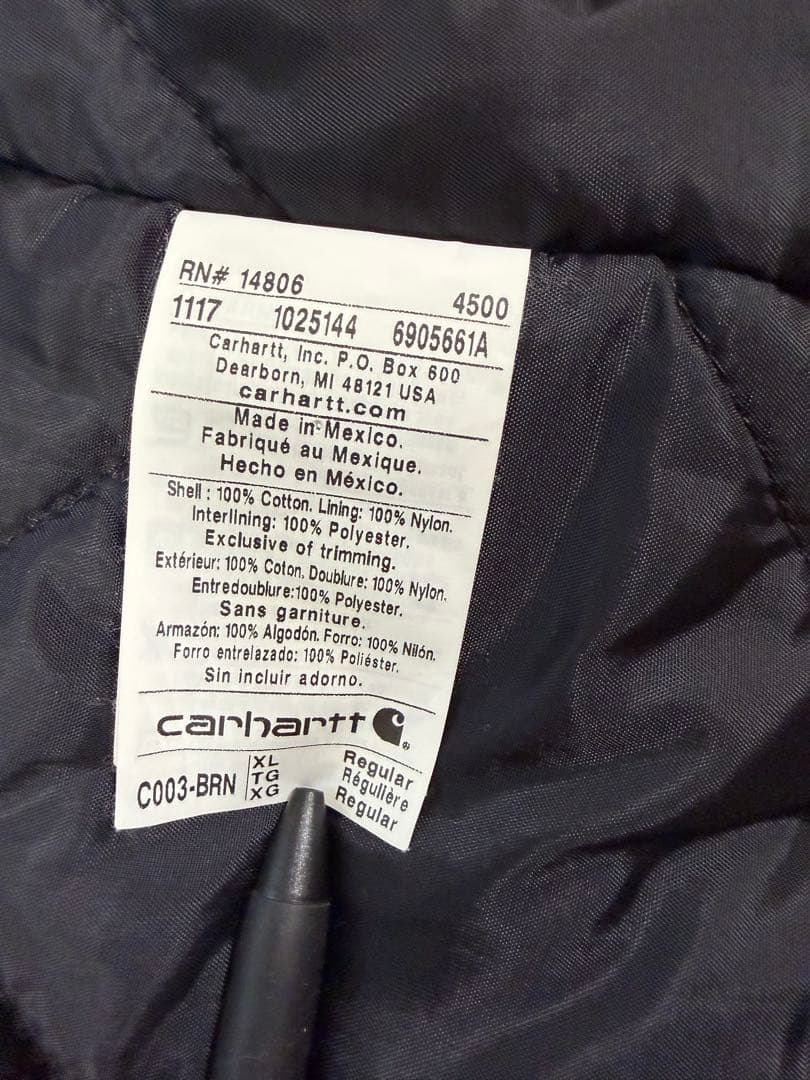 RN# 14806 4500
1117 1025144 6905661A
Carhartt, Inc. P.O. Box 600
Dearborn, MI 48121 USA
carhartt.com
Made in Mexico.
Fabriqué au Mexique.
Hecho en México.
Shell : 100% Cotton. Lining: 100% Nylon.
Interlining: 100% Polyester.
Exclusive of trimming.
Extérieur: 100% Coton. Doublure: 100% Nylon.
Entredoublure:100% Polyester.
Sans garniture.
Armazón: 100% Algodón. Forro: 100% Nilón.
Forro entrelazado: 100% Poliéster.
Sin incluir adorno.
carhartt
C003-BRN
XL Regular
TG Régulière
XG Regular